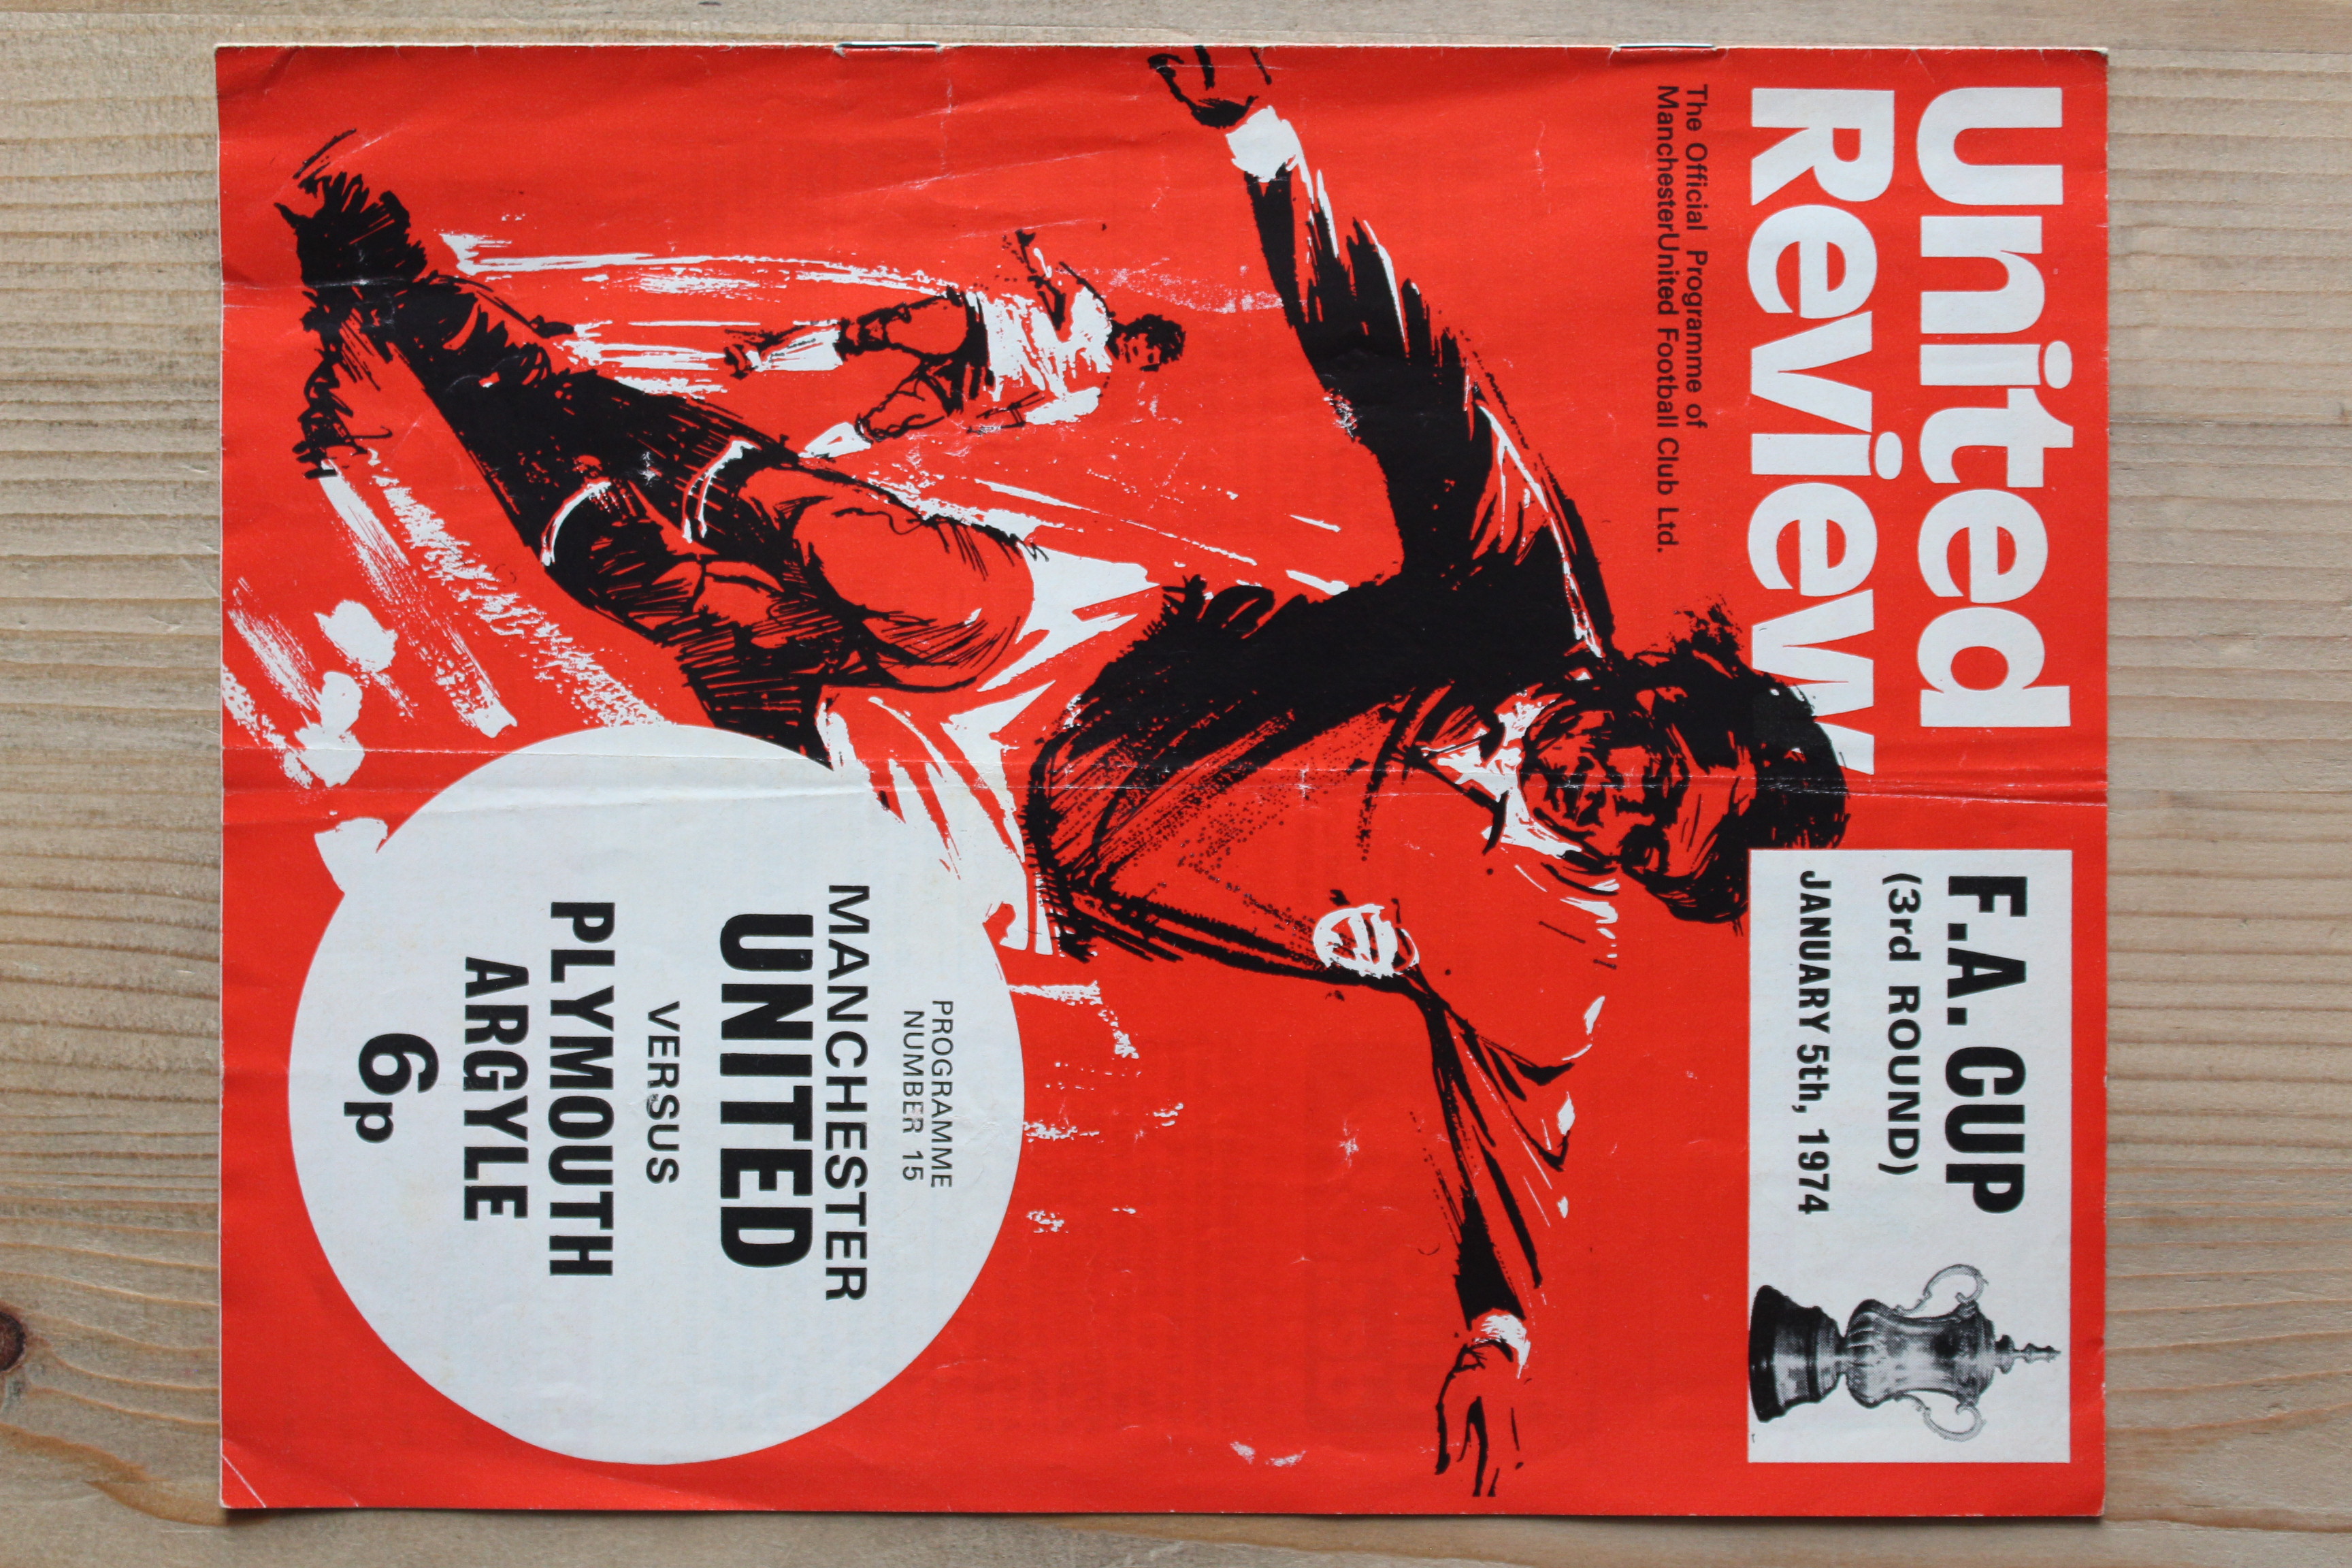 United
Review
The Official Programme of
ManchesterUnited Football Club Ltd.
F.A. CUP
(3rd ROUND)
JANUARY 5th, 1974
PROGRAMME
NUMBER 15
MANCHESTER
UNITED
VERSUS
PLYMOUTH
ARGYLE
6p